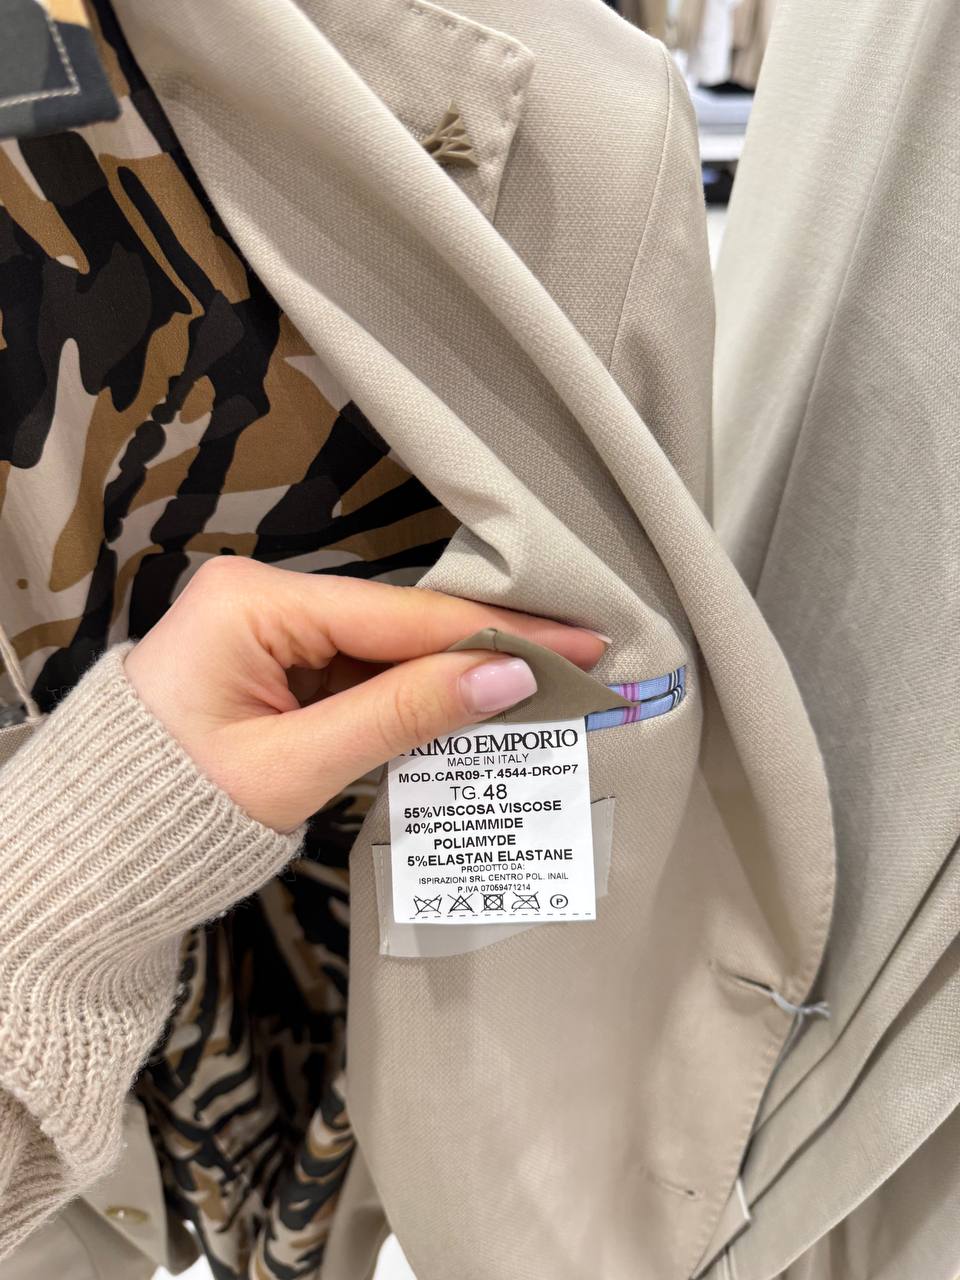 PRIMO EMPORIO
MADE IN ITALY
MOD.CAR09-T.4544-DROP7
TG.48
55%VISCOSA VISCOSE
40%POLIAMMIDE
POLIAMYDE
5%ELASTAN ELASTANE
PRODOTTO DA:
ISPIRAZIONI SRL CENTRO POL. INAIL
P.IVA 07059471214
P